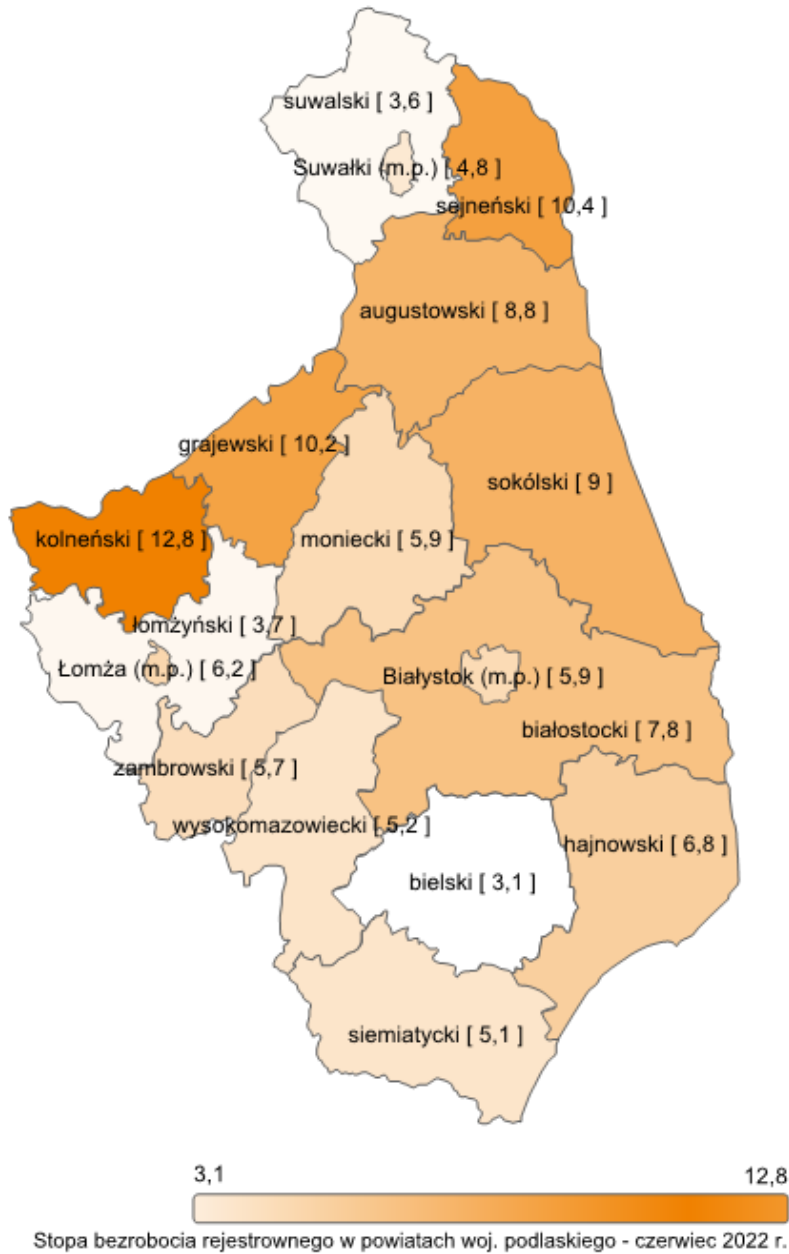 suwalski [ 3,6 ]
Suwałki (m.p.) [ 4,8 ]
sejneński [ 10,4 ]
augustowski [ 8,8 ]
grajewski [ 10,2 ]
sokólski [ 9 ]
kolneński [ 12,8 ]
moniecki [ 5,9 ]
łomżyński [ 3,7 ]
Łomża (m.p.) [ 6,2 ]
Białystok (m.p.) [ 5,9 ]
białostocki [ 7,8 ]
zambrowski [ 5,7 ]
wysokomazowiecki [ 5,2 ]
hajnowski [ 6,8 ]
bielski [ 3,1 ]
siemiatycki [ 5,1 ]
3,1
12,8
Stopa bezrobocia rejestrownego w powiatach woj. podlaskiego - czerwiec 2022 r.